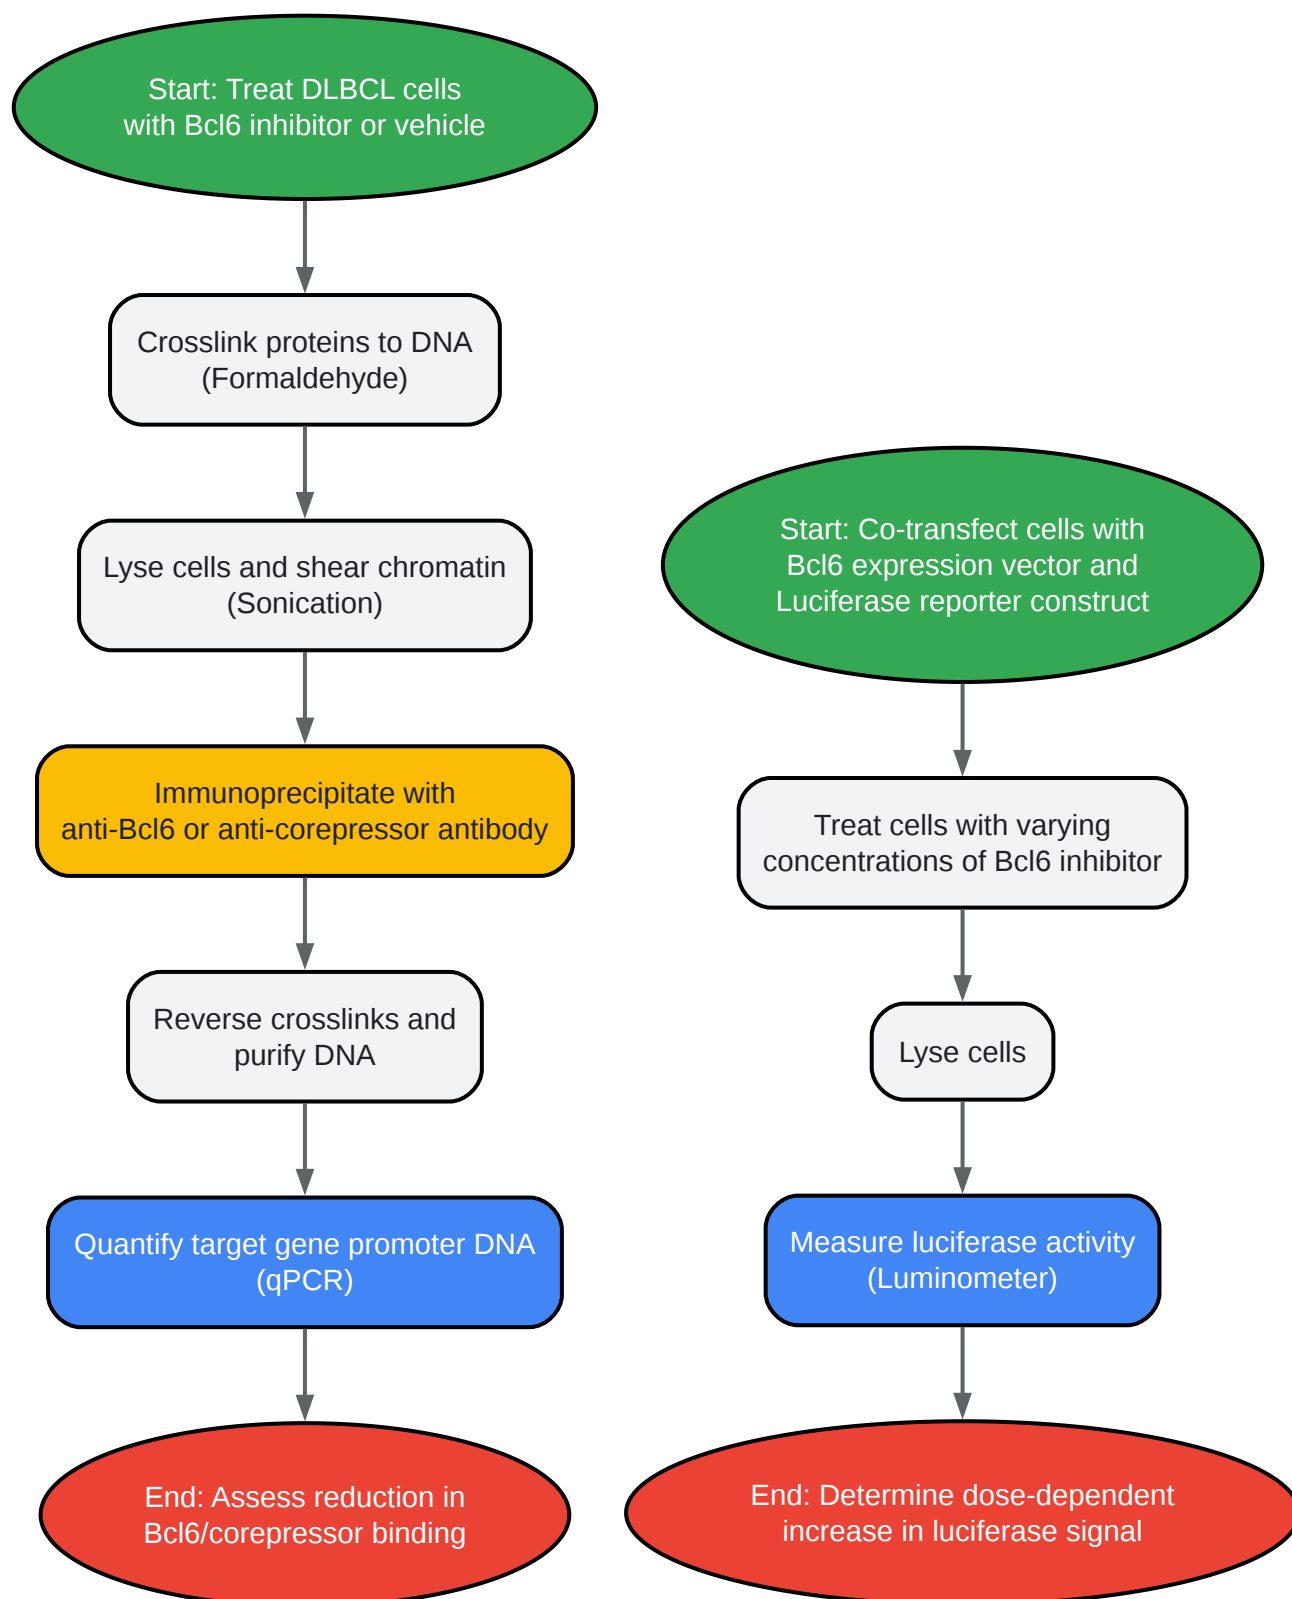 Start: Treat DLBCL cells
with Bcl6 inhibitor or vehicle
Crosslink proteins to DNA
(Formaldehyde)
Lyse cells and shear chromatin
(Sonication)
Immunoprecipitate with
anti-Bcl6 or anti-corepressor antibody
Reverse crosslinks and
purify DNA
Quantify target gene promoter DNA
(qPCR)
End: Assess reduction in
Bcl6/corepressor binding
Start: Co-transfect cells with
Bcl6 expression vector and
Luciferase reporter construct
Treat cells with varying
concentrations of Bcl6 inhibitor
Lyse cells
Measure luciferase activity
(Luminometer)
End: Determine dose-dependent
increase in luciferase signal